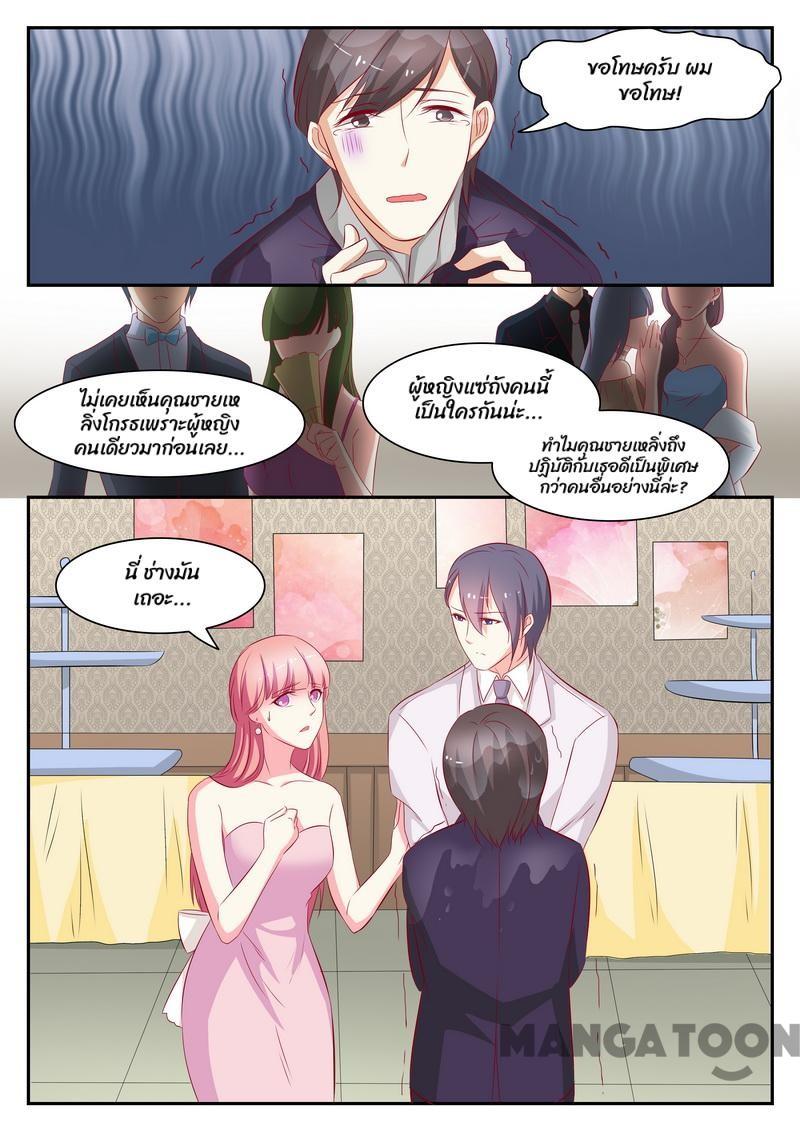 ขอโทษครับ ผม
ขอโทษ!
ไม่เคยเห็นคุณชายเห
ลิ่งโกรธเพราะผู้หญิง
คนเดียวมาก่อนเลย...
ผู้หญิงแซ่ถังคนนี้
เป็นใครกันน่ะ...
ทำไมคุณชายเหลิ่งถึง
ปฏิบัติกับเธอดีเป็นพิเศษ
กว่าคนอื่นอย่างนี้ล่ะ?
นี่ ช่างมัน
เถอะ...
MANGATOON